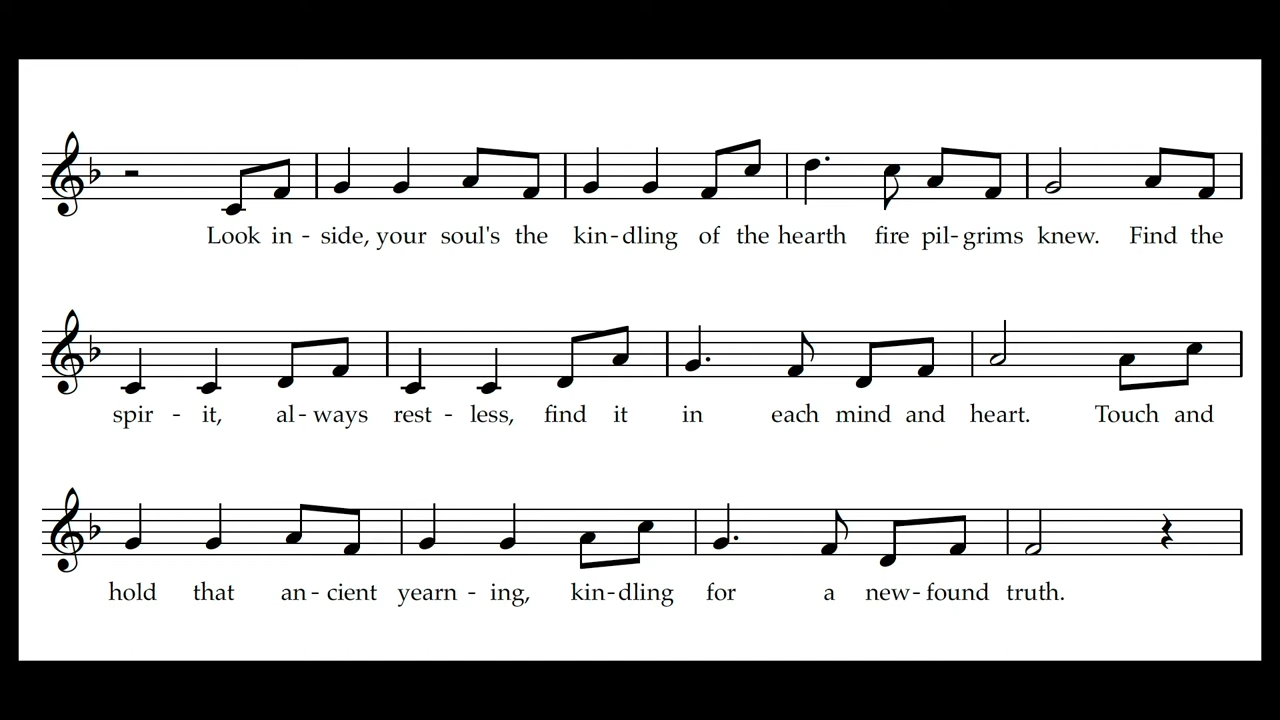 Look in - side, your soul's the kin - dling of the hearth fire pil - grims knew. Find the
spir - it, al - ways rest - less, find it in each mind and heart. Touch and
hold that an - cient yearn - ing, kin - dling for a new - found truth.